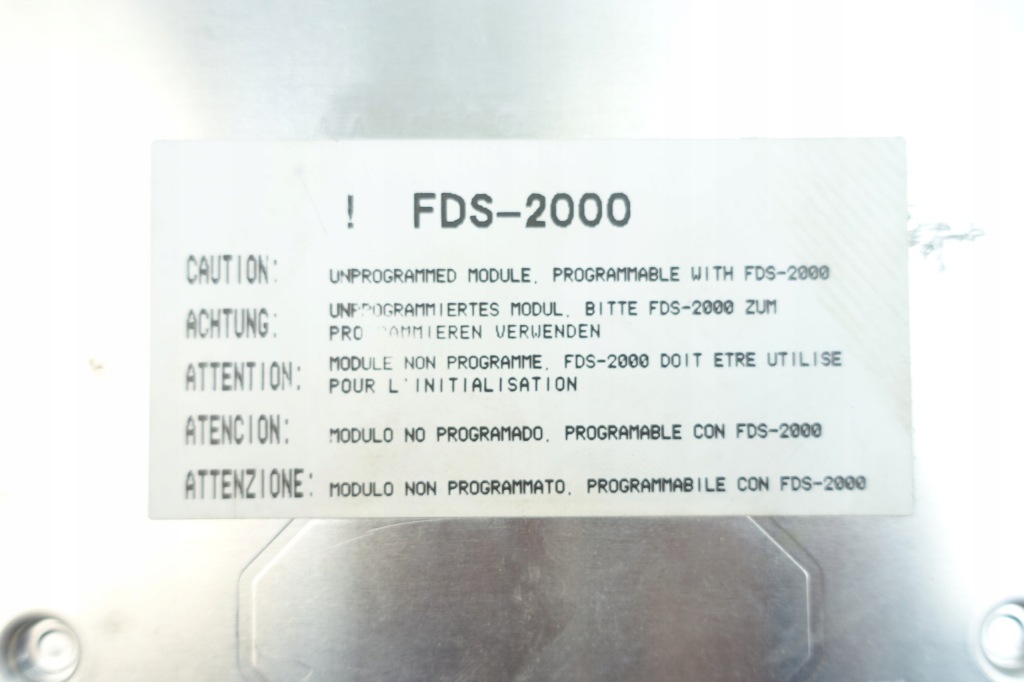 ! FDS-2000
CAUTION: UNPROGRAMMED MODULE, PROGRAMMABLE WITH FDS-2000
ACHTUNG: UNPROGRAMMIERTES MODUL, BITTE FDS-2000 ZUM
PROGRAMMIEREN VERWENDEN
ATTENTION: MODULE NON PROGRAMME, FDS-2000 DOIT ETRE UTILISE
POUR L'INITIALISATION
ATENCION: MODULO NO PROGRAMADO, PROGRAMABLE CON FDS-2000
ATTENZIONE: MODULO NON PROGRAMMATO, PROGRAMMABILE CON FDS-2000